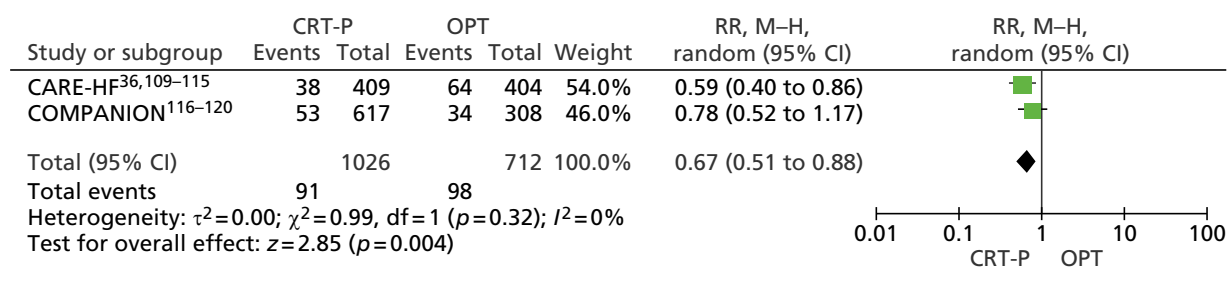 CRT-P OPT RR, M–H, RR, M–H,
Study or subgroup Events Total Events Total Weight random (95% CI) random (95% CI)
CARE-HF36,109–115 38 409 64 404 54.0% 0.59 (0.40 to 0.86)
COMPANION116–120 53 617 34 308 46.0% 0.78 (0.52 to 1.17)
Total (95% CI) 1026 712 100.0% 0.67 (0.51 to 0.88)
Total events 91 98
Heterogeneity: τ2=0.00; χ2=0.99, df=1 (p=0.32); I2=0%
Test for overall effect: z=2.85 (p=0.004)
0.01 0.1 1 10 100
CRT-P OPT